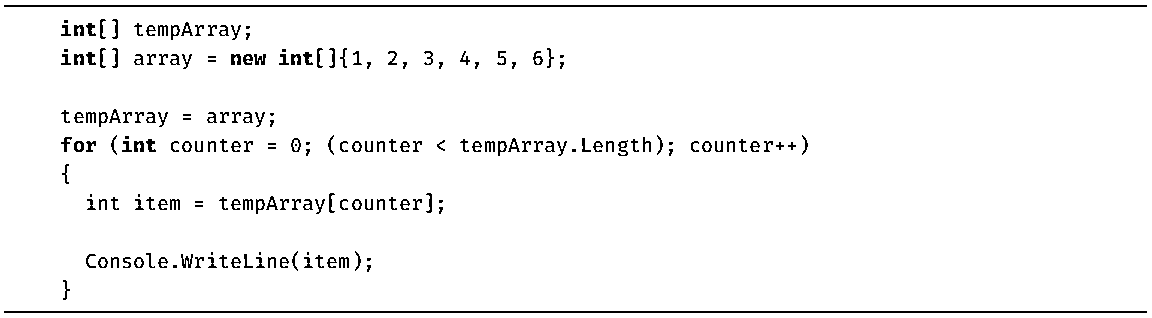 int[] tempArray;
int[] array = new int[]{1, 2, 3, 4, 5, 6};
tempArray = array;
for (int counter = 0; (counter < tempArray.Length); counter++)
{
int item = tempArray[counter];
Console.WriteLine(item);
}